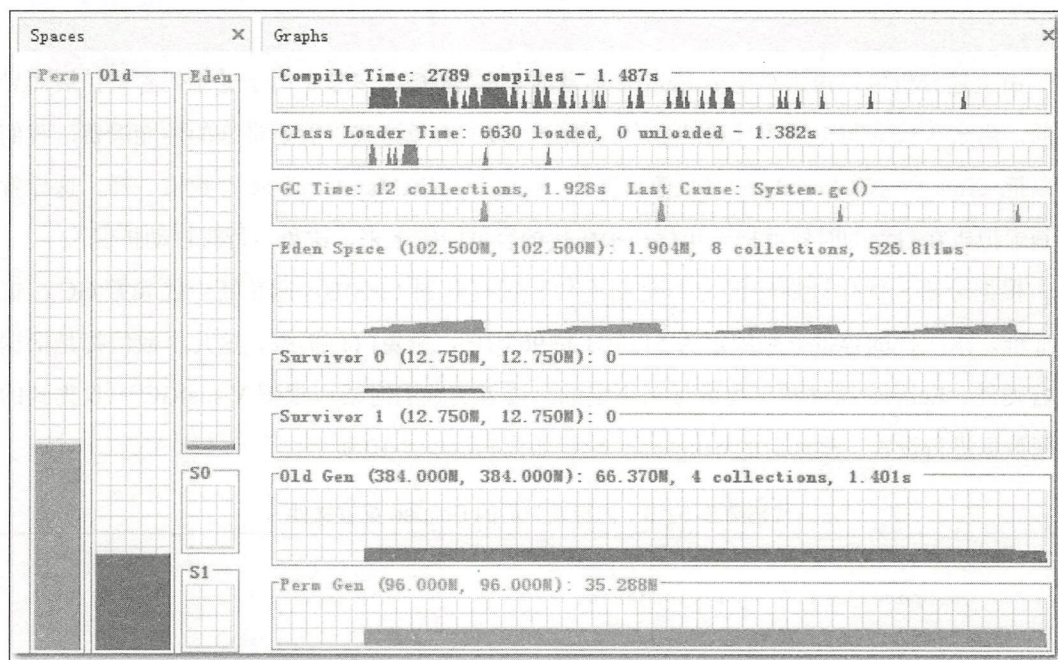 Spaces ×
Graphs ×
Perm
Old
Eden
S0
S1
Compile Time: 2789 compiles - 1.487s
Class Loader Time: 6630 loaded, 0 unloaded - 1.382s
GC Time: 12 collections, 1.928s Last Cause: System.gc()
Eden Space (102.500M, 102.500M): 1.904M, 8 collections, 526.811ms
Survivor 0 (12.750M, 12.750M): 0
Survivor 1 (12.750M, 12.750M): 0
Old Gen (384.000M, 384.000M): 66.370M, 4 collections, 1.401s
Perm Gen (96.000M, 96.000M): 35.288M